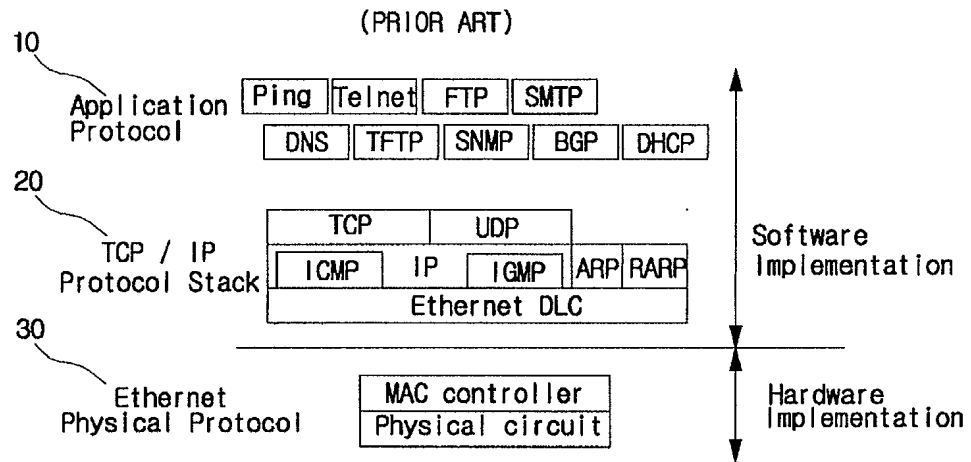 (PRIOR ART)
10
Application
Protocol
Ping Telnet FTP SMTP
DNS TFTP SNMP BGP DHCP
20
TCP / IP
Protocol Stack
TCP UDP
ICMP IP IGMP ARP RARP
Ethernet DLC
Software
Implementation
30
Ethernet
Physical Protocol
MAC controller
Physical circuit
Hardware
Implementation